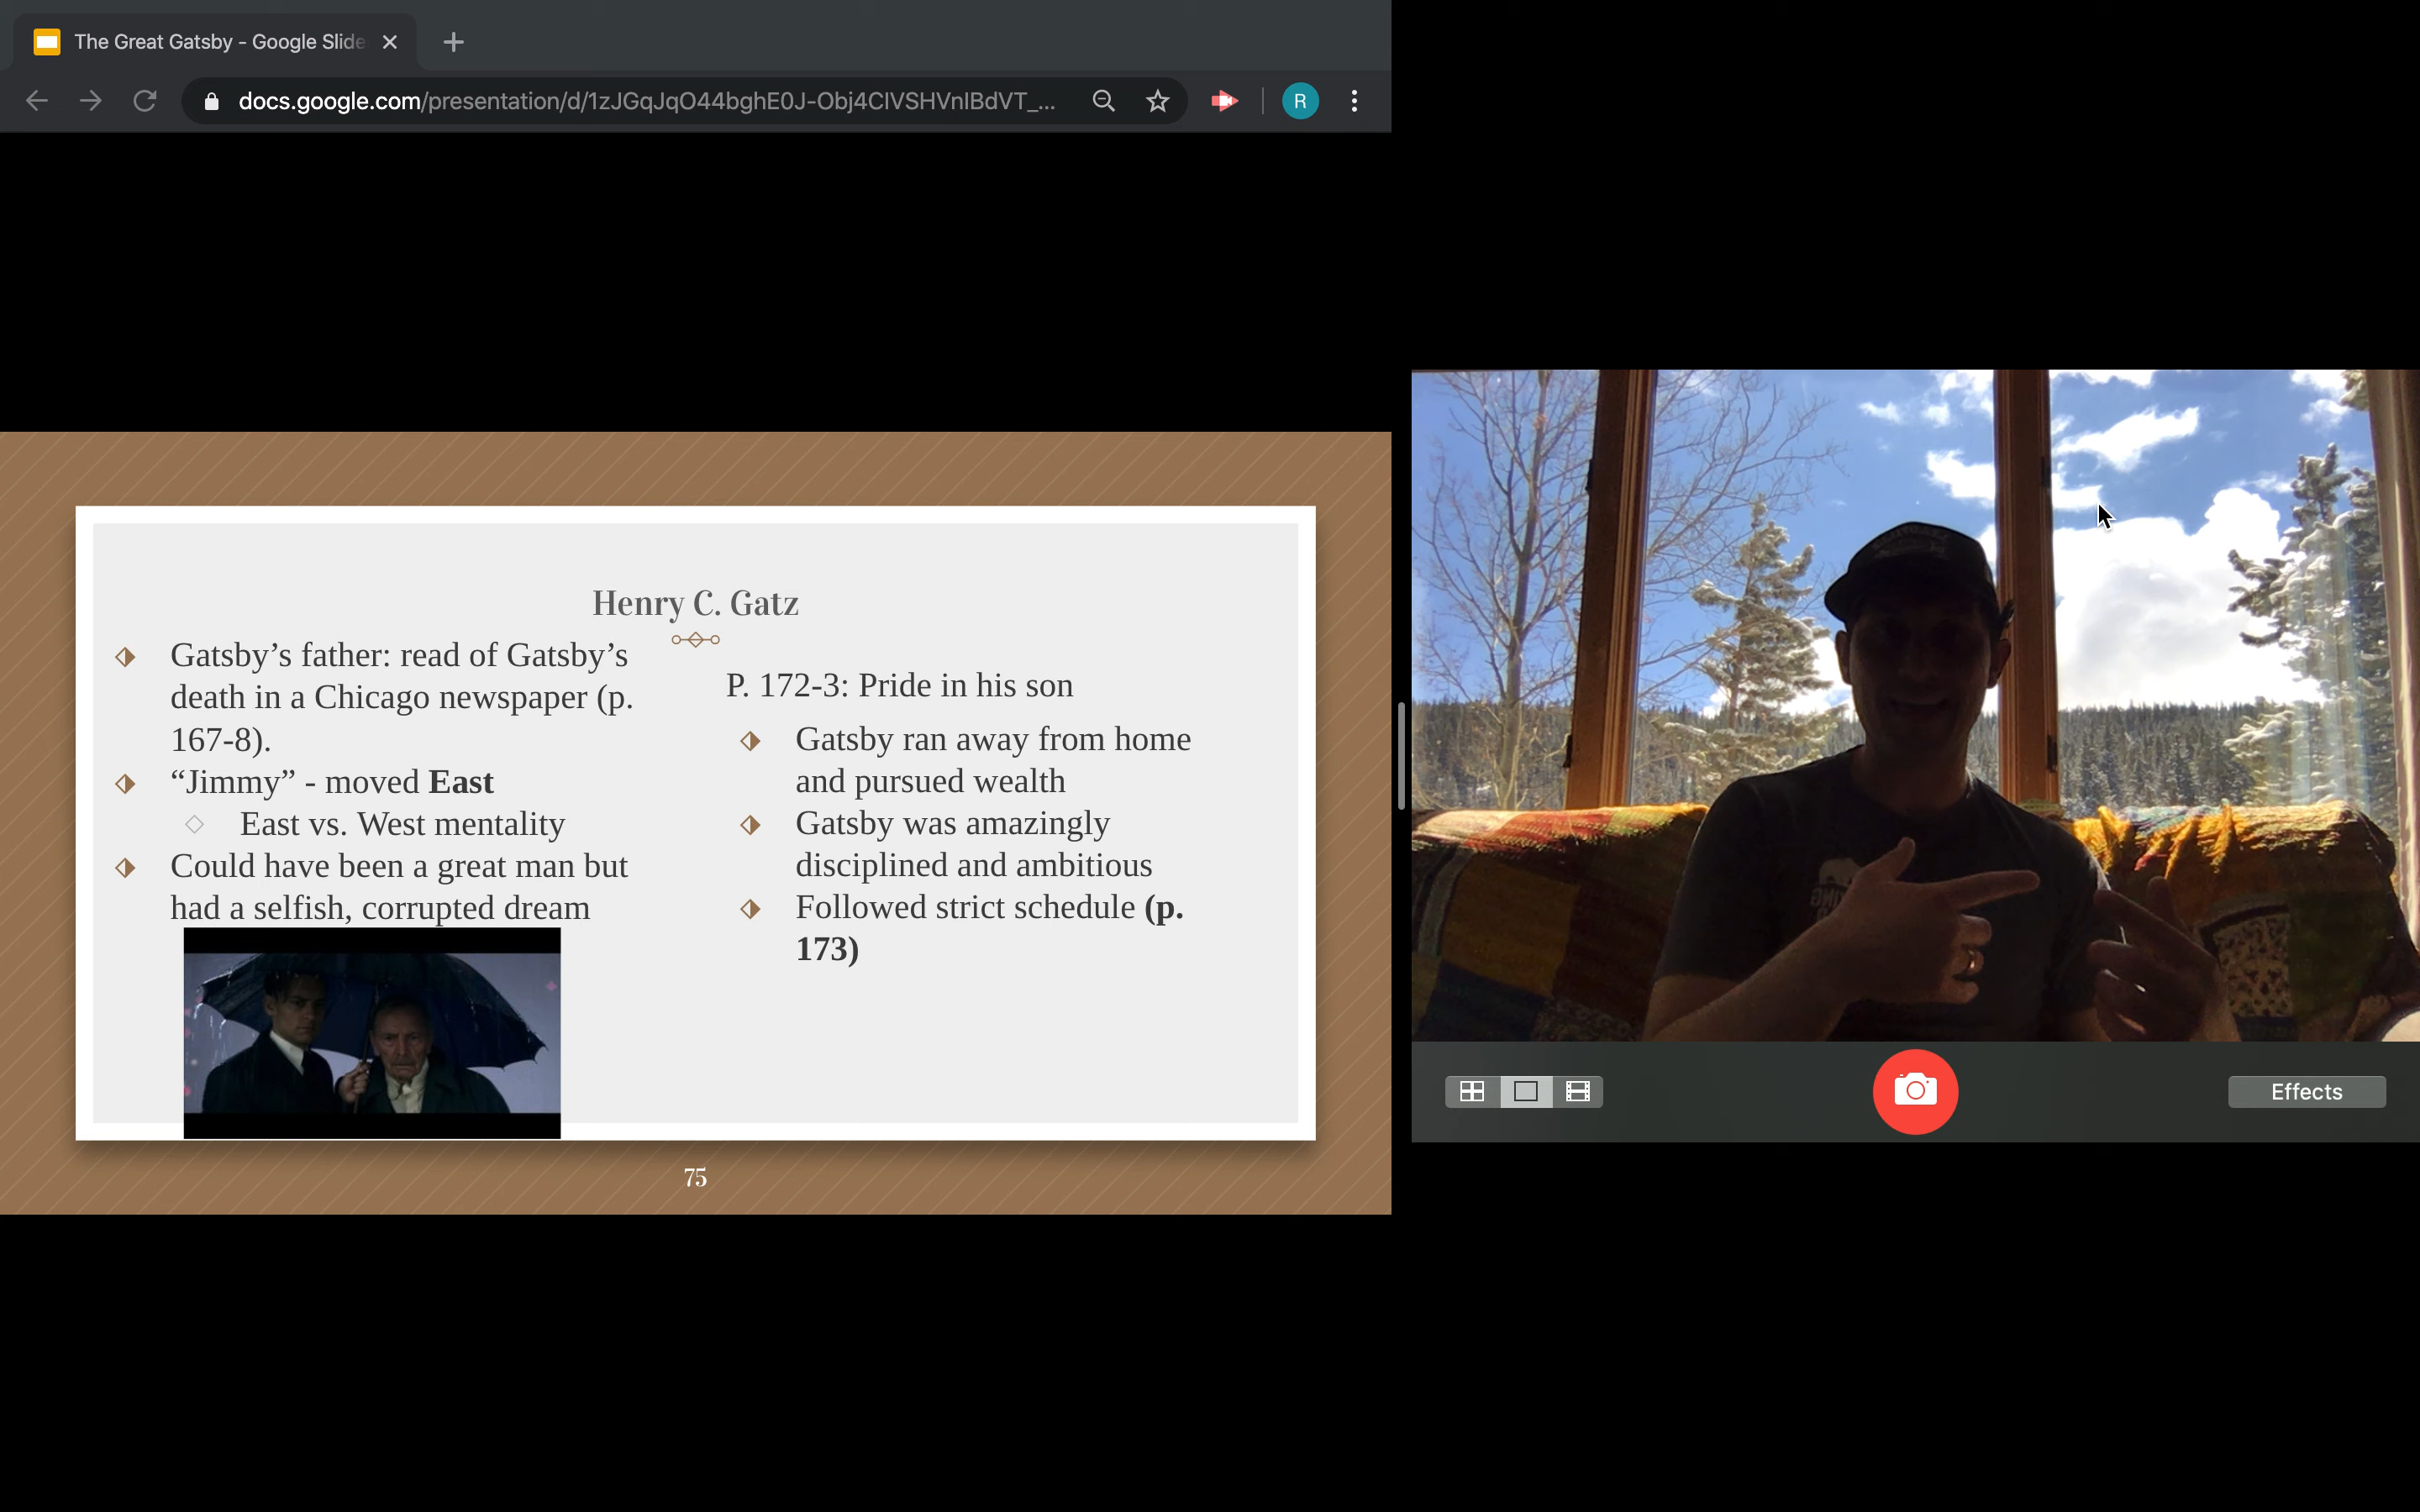 The Great Gatsby - Google Slide
docs.google.com/presentation/d/1zJGqJqO44bghE0J-Obj4ClVSHVnlBdVT_...
R
Henry C. Gatz
Gatsby’s father: read of Gatsby’s
death in a Chicago newspaper (p.
167-8).
“Jimmy” - moved East
East vs. West mentality
Could have been a great man but
had a selfish, corrupted dream
P. 172-3: Pride in his son
Gatsby ran away from home
and pursued wealth
Gatsby was amazingly
disciplined and ambitious
Followed strict schedule (p.
173)
75
Effects